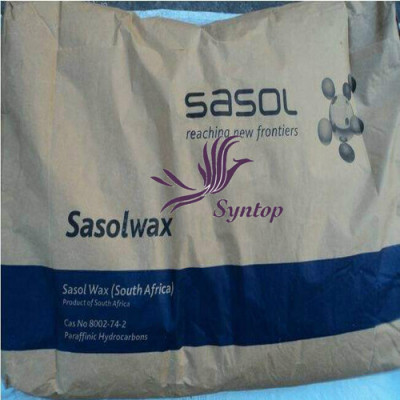 sasol
reaching new frontiers
Syntop
Sasolwax
Sasol Wax (South Africa)
Product of South Africa
Cas No 8002-74-2
Paraffinic Hydrocarbons